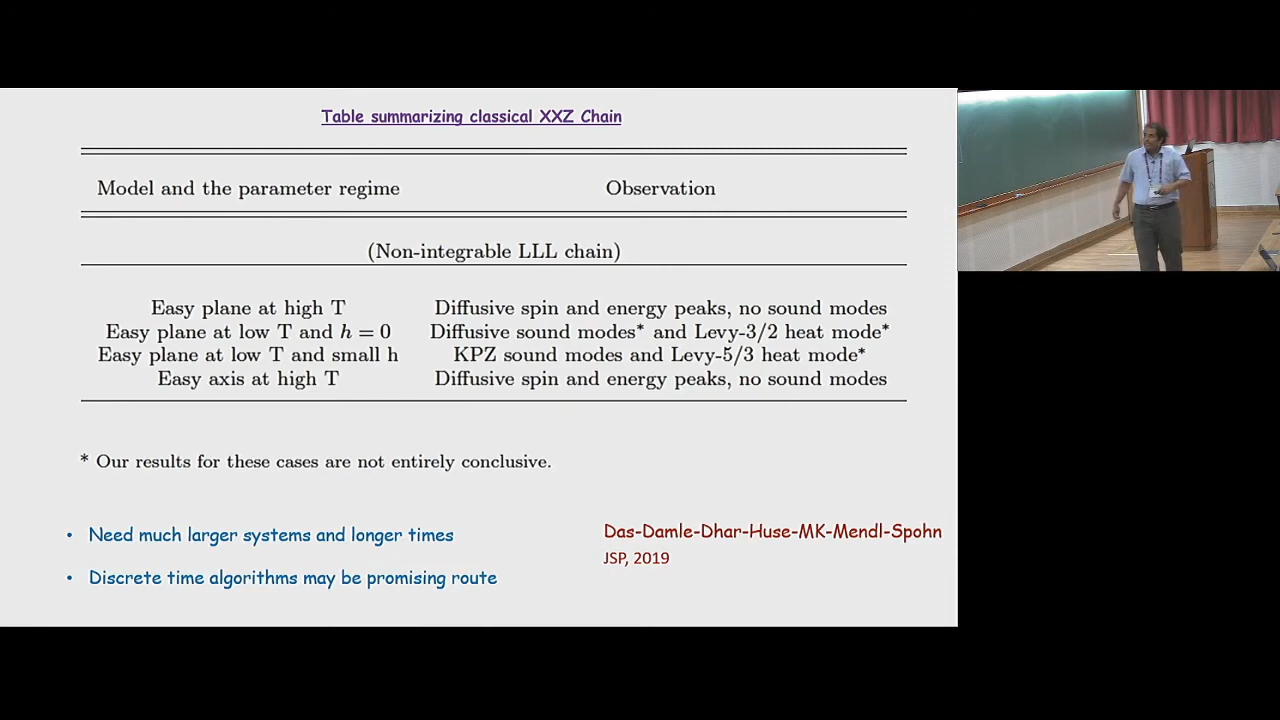 Table summarizing classical XXZ Chain
Model and the parameter regime Observation
(Non-integrable LLL chain)
Easy plane at high T Diffusive spin and energy peaks, no sound modes
Easy plane at low T and h = 0 Diffusive sound modes* and Levy-3/2 heat mode*
Easy plane at low T and small h KPZ sound modes and Levy-5/3 heat mode*
Easy axis at high T Diffusive spin and energy peaks, no sound modes
* Our results for these cases are not entirely conclusive.
• Need much larger systems and longer times
• Discrete time algorithms may be promising route
Das-Damle-Dhar-Huse-MK-Mendl-Spohn
JSP, 2019